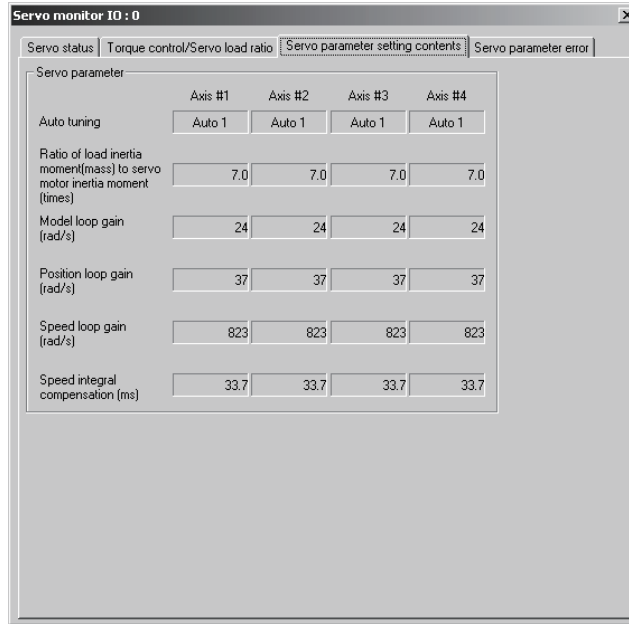 Servo monitor IO : 0
Servo status Torque control/Servo load ratio Servo parameter setting contents Servo parameter error
Servo parameter
Axis #1 Axis #2 Axis #3 Axis #4
Auto tuning Auto 1 Auto 1 Auto 1 Auto 1
Ratio of load inertia
moment(mass) to servo
motor inertia moment
(times) 7.0 7.0 7.0 7.0
Model loop gain
(rad/s) 24 24 24 24
Position loop gain
(rad/s) 37 37 37 37
Speed loop gain
(rad/s) 823 823 823 823
Speed integral
compensation (ms) 33.7 33.7 33.7 33.7